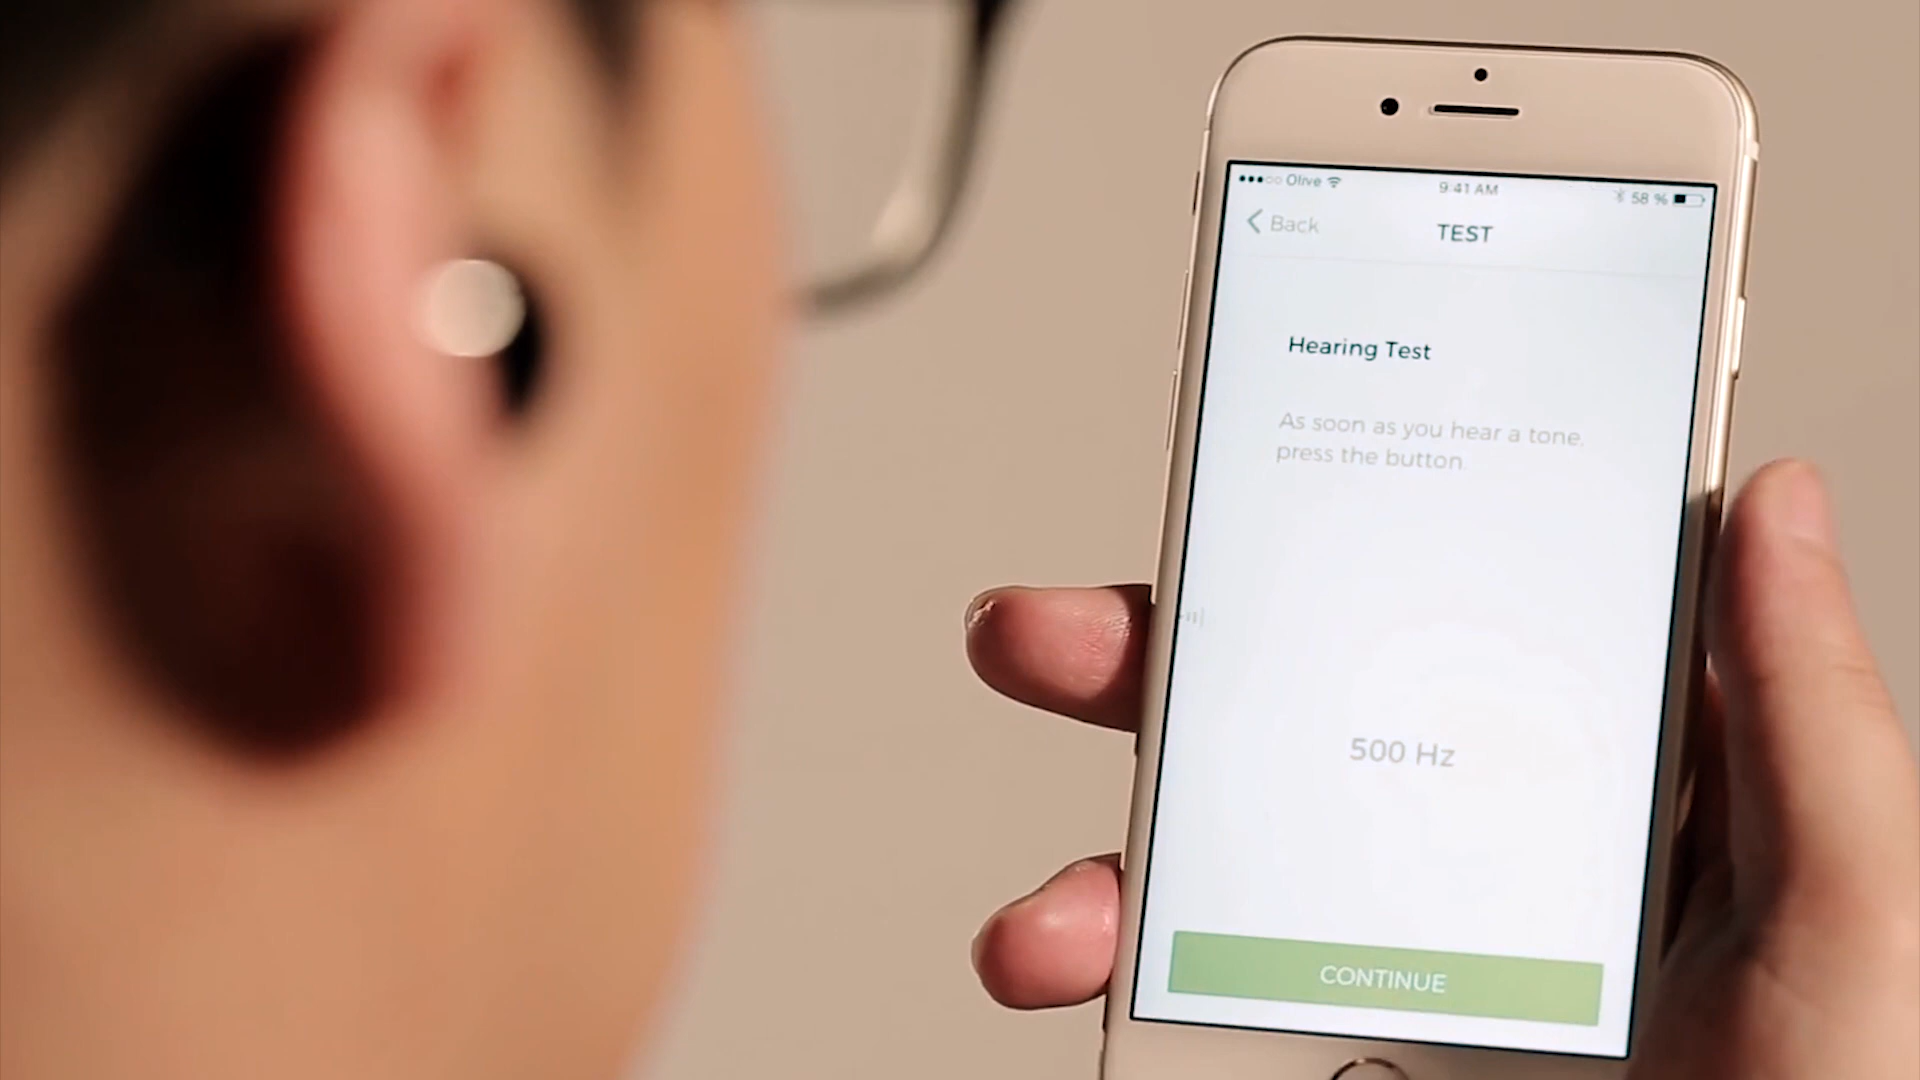 Olive 9:41 AM 58 %
Back TEST
Hearing Test
As soon as you hear a tone,
press the button.
500 Hz
CONTINUE